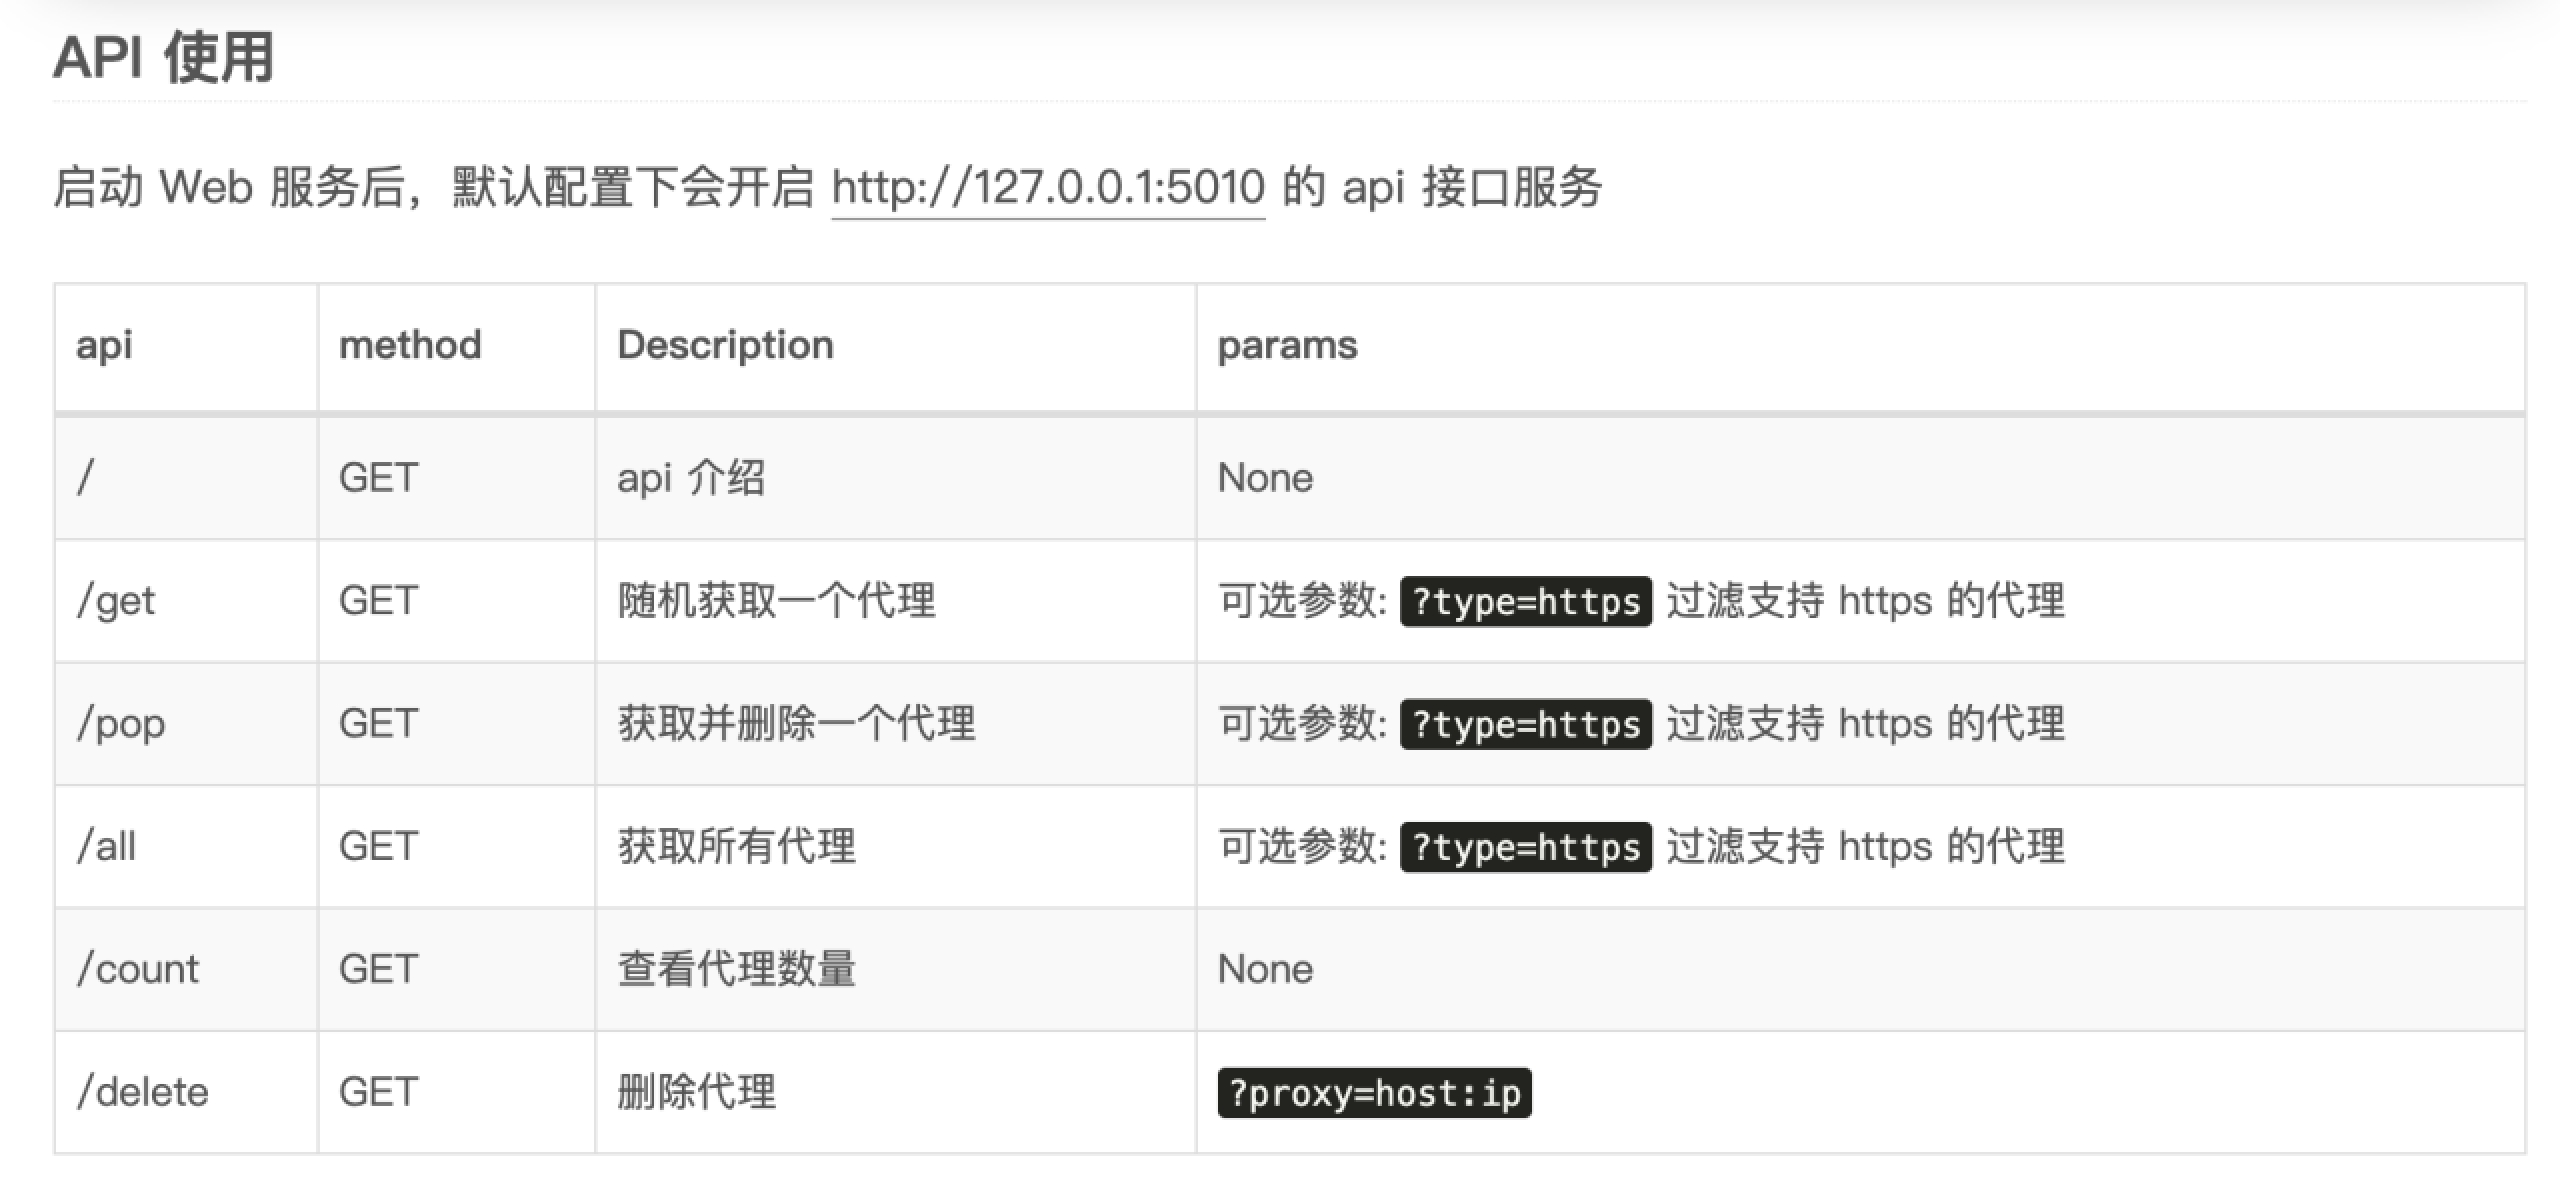 API 使用
启动 Web 服务后，默认配置下会开启 http://127.0.0.1:5010 的 api 接口服务
api method Description params
/ GET api 介绍 None
/get GET 随机获取一个代理 可选参数: ?type=https 过滤支持 https 的代理
/pop GET 获取并删除一个代理 可选参数: ?type=https 过滤支持 https 的代理
/all GET 获取所有代理 可选参数: ?type=https 过滤支持 https 的代理
/count GET 查看代理数量 None
/delete GET 删除代理 ?proxy=host:ip